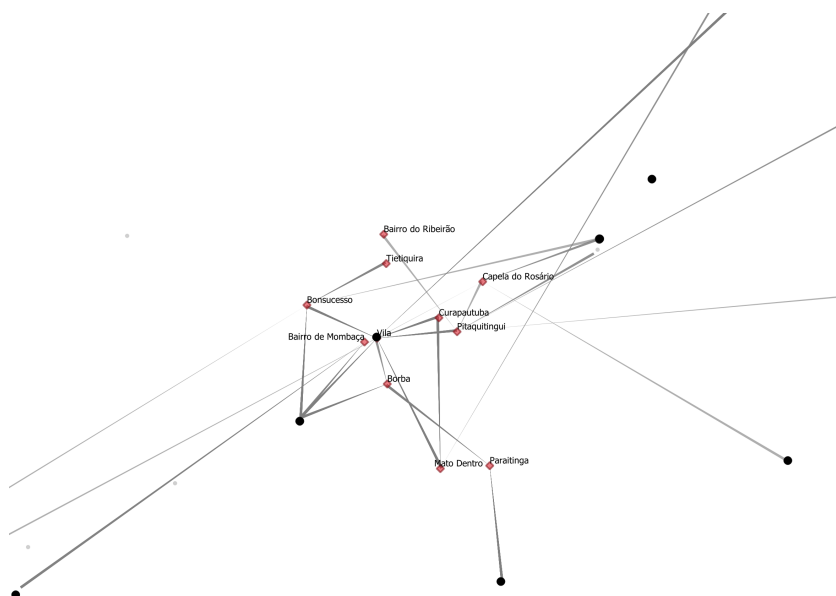 Bairro do Ribeirão
Tietiquira
Capela do Rosário
Bonsucesso
Curapautuba
Pitaquitingui
Vila
Bairro de Mombaça
Borba
Mato Dentro
Paraitinga